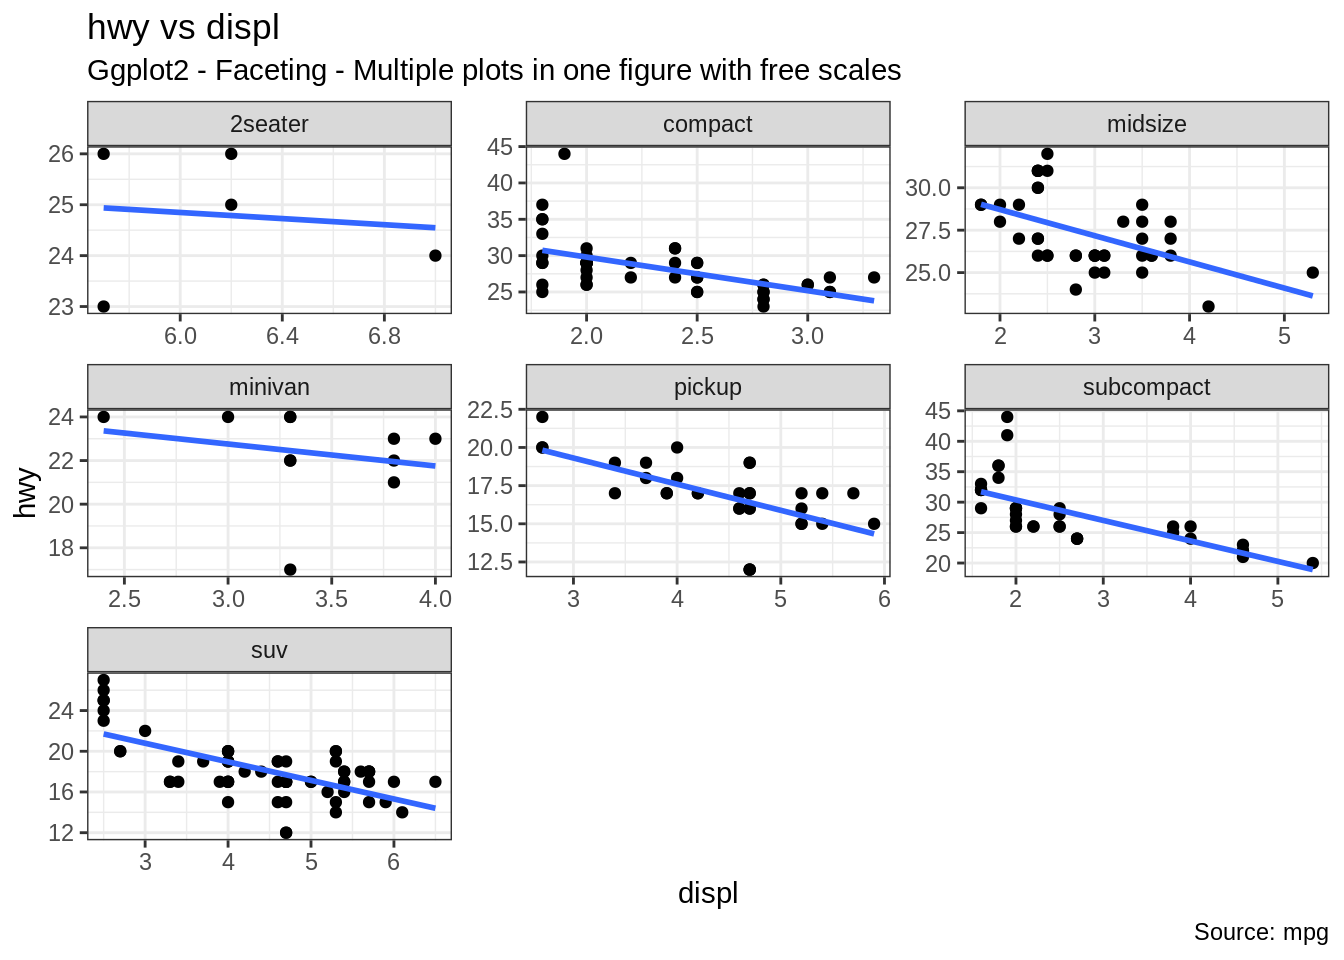 hwy vs displ
Ggplot2 - Faceting - Multiple plots in one figure with free scales
2seater
26
25
24
23
6.0 6.4 6.8
compact
45
40
35
30
25
2.0 2.5 3.0
midsize
30.0
27.5
25.0
2 3 4 5
hwy
minivan
24
22
20
18
2.5 3.0 3.5 4.0
pickup
22.5
20.0
17.5
15.0
12.5
3 4 5 6
subcompact
45
40
35
30
25
20
2 3 4 5
suv
24
20
16
12
3 4 5 6
displ
Source: mpg